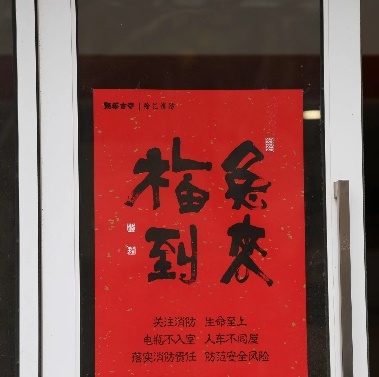 來
福到
关注消防 生命至上
电瓶不入室 人车不同屋
落实消防责任 防范安全风险